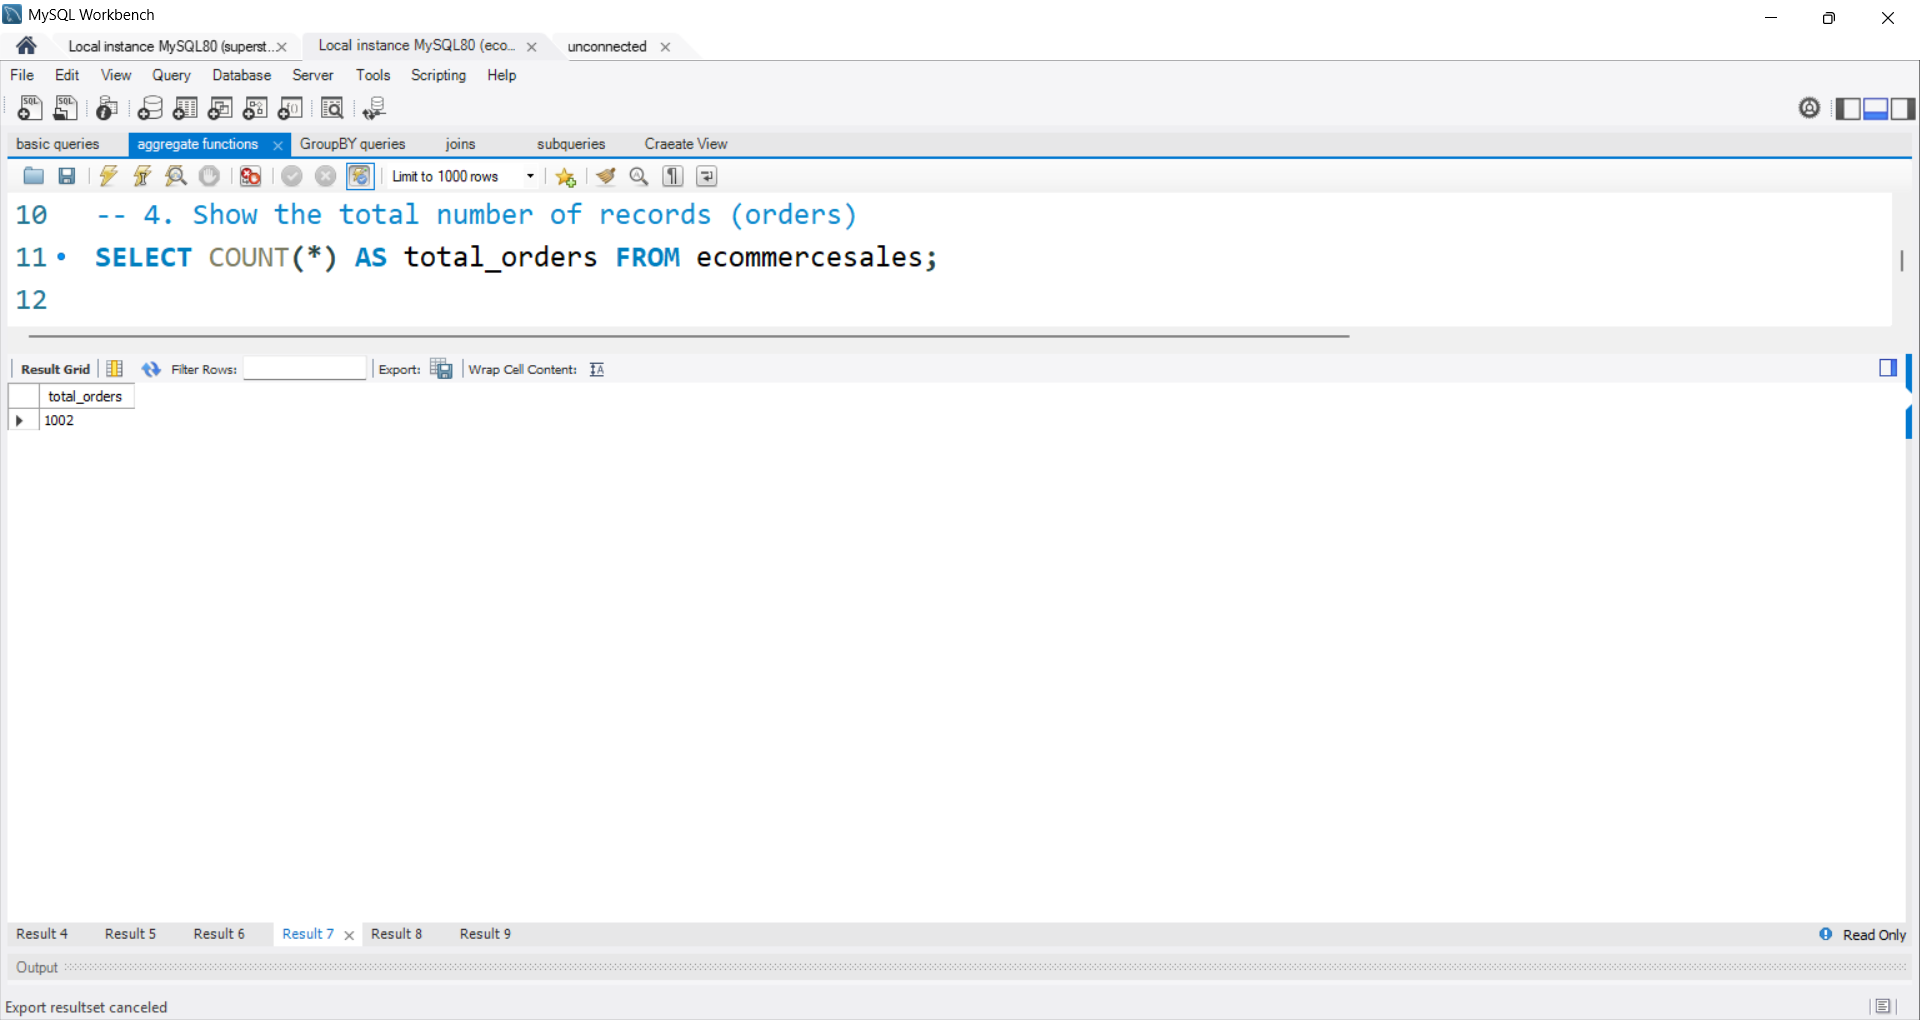 MySQL Workbench
Local instance MySQL80 (superst...
Local instance MySQL80 (eco...
unconnected
File Edit View Query Database Server Tools Scripting Help
basic queries aggregate functions GroupBY queries joins subqueries Craeate View
Limit to 1000 rows
10 -- 4. Show the total number of records (orders)
11 SELECT COUNT(*) AS total_orders FROM ecommercesales;
12
Result Grid Filter Rows: Export: Wrap Cell Content:
total_orders
1002
Result 4 Result 5 Result 6 Result 7 Result 8 Result 9 Read Only
Output
Export resultset canceled